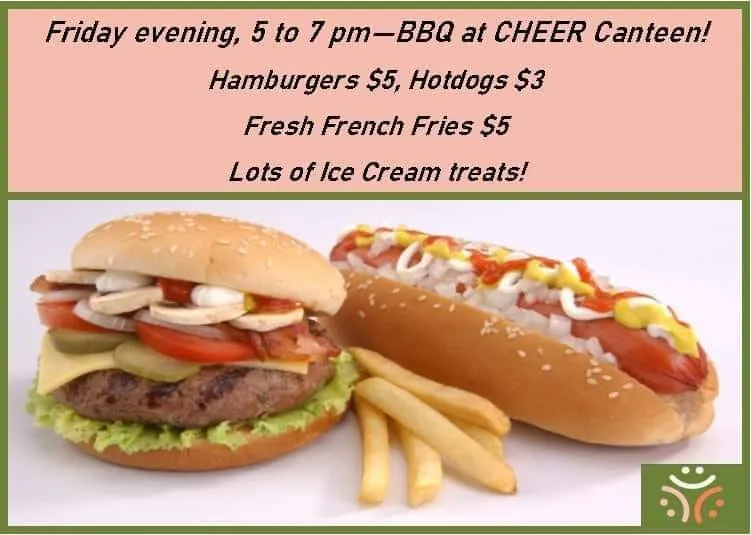 Friday evening, 5 to 7 pm—BBQ at CHEER Canteen!
Hamburgers $5, Hotdogs $3
Fresh French Fries $5
Lots of Ice Cream treats!